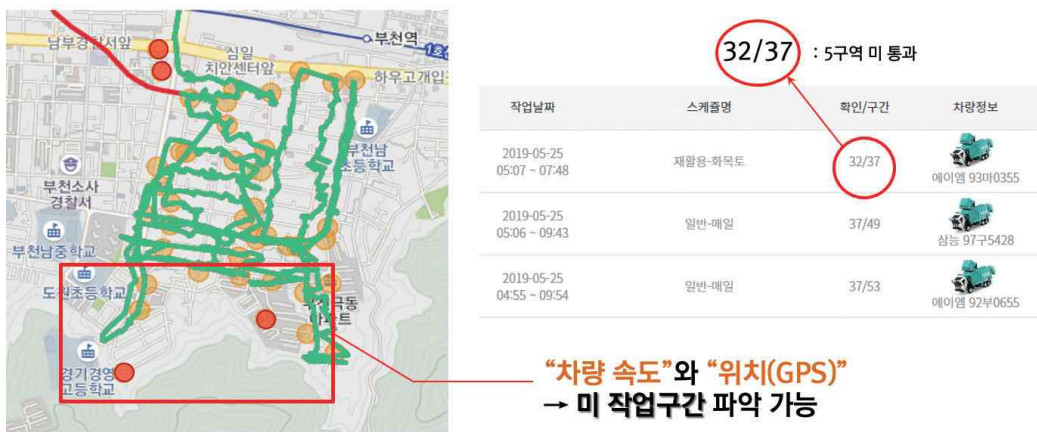 남부경찰서앞
부천역
1호선
심일
치안센터앞
하우고개입구
부천남
초등학교
부천소사
경찰서
부천남중학교
도원초등학교
아파트
경기경영
고등학교
32/37 : 5구역 미 통과
작업날짜 스케쥴명 확인/구간 차량정보
2019-05-25
05:07 ~ 07:48
재활용-화목토 32/37
에이엠 93마0355
2019-05-25
05:06 ~ 09:43
일반-매일 37/49
삼능 97구5428
2019-05-25
04:55 ~ 09:54
일반-매일 37/53
에이엠 92부0655
“차량 속도”와 “위치(GPS)”
→ 미 작업구간 파악 가능